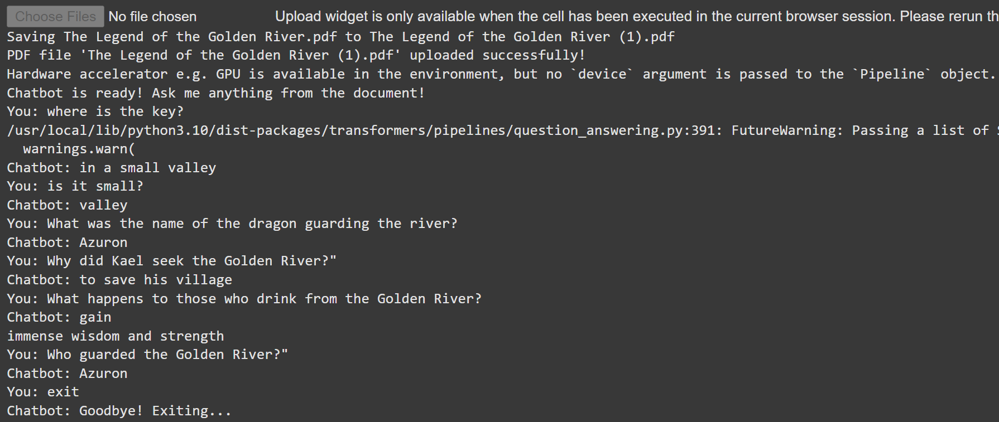 Choose Files No file chosen Upload widget is only available when the cell has been executed in the current browser session. Please rerun th
Saving The Legend of the Golden River.pdf to The Legend of the Golden River (1).pdf
PDF file 'The Legend of the Golden River (1).pdf' uploaded successfully!
Hardware accelerator e.g. GPU is available in the environment, but no `device` argument is passed to the `Pipeline` object.
Chatbot is ready! Ask me anything from the document!
You: where is the key?
/usr/local/lib/python3.10/dist-packages/transformers/pipelines/question_answering.py:391: FutureWarning: Passing a list of
  warnings.warn(
Chatbot: in a small valley
You: is it small?
Chatbot: valley
You: What was the name of the dragon guarding the river?
Chatbot: Azuron
You: Why did Kael seek the Golden River?"
Chatbot: to save his village
You: What happens to those who drink from the Golden River?
Chatbot: gain
immense wisdom and strength
You: Who guarded the Golden River?"
Chatbot: Azuron
You: exit
Chatbot: Goodbye! Exiting...